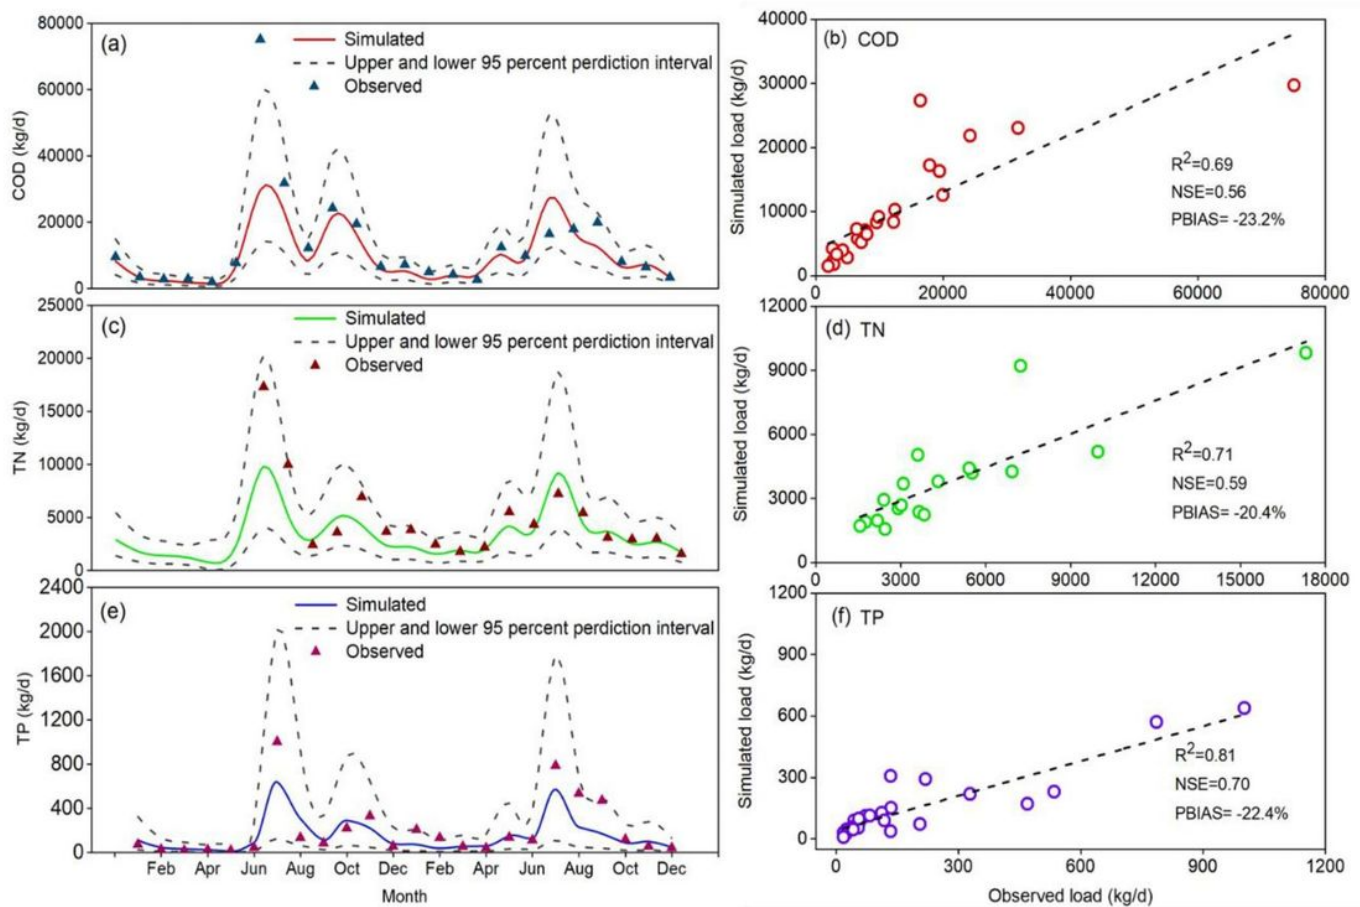 (a)
COD (kg/d)
80000
60000
40000
20000
0
Simulated
Upper and lower 95 percent perdiction interval
Observed
(b) COD
Simulated load (kg/d)
40000
30000
20000
10000
0
R²=0.69
NSE=0.56
PBIAS= -23.2%
0 20000 40000 60000 80000
(c)
TN (kg/d)
25000
20000
15000
10000
5000
0
Simulated
Upper and lower 95 percent perdiction interval
Observed
(d) TN
Simulated load (kg/d)
12000
9000
6000
3000
0
R²=0.71
NSE=0.59
PBIAS= -20.4%
0 3000 6000 9000 12000 15000 18000
(e)
TP (kg/d)
2400
2000
1600
1200
800
400
0
Simulated
Upper and lower 95 percent perdiction interval
Observed
Feb Apr Jun Aug Oct Dec Feb Apr Jun Aug Oct Dec
Month
(f) TP
Simulated load (kg/d)
1200
900
600
300
0
R²=0.81
NSE=0.70
PBIAS= -22.4%
0 300 600 900 1200
Observed load (kg/d)